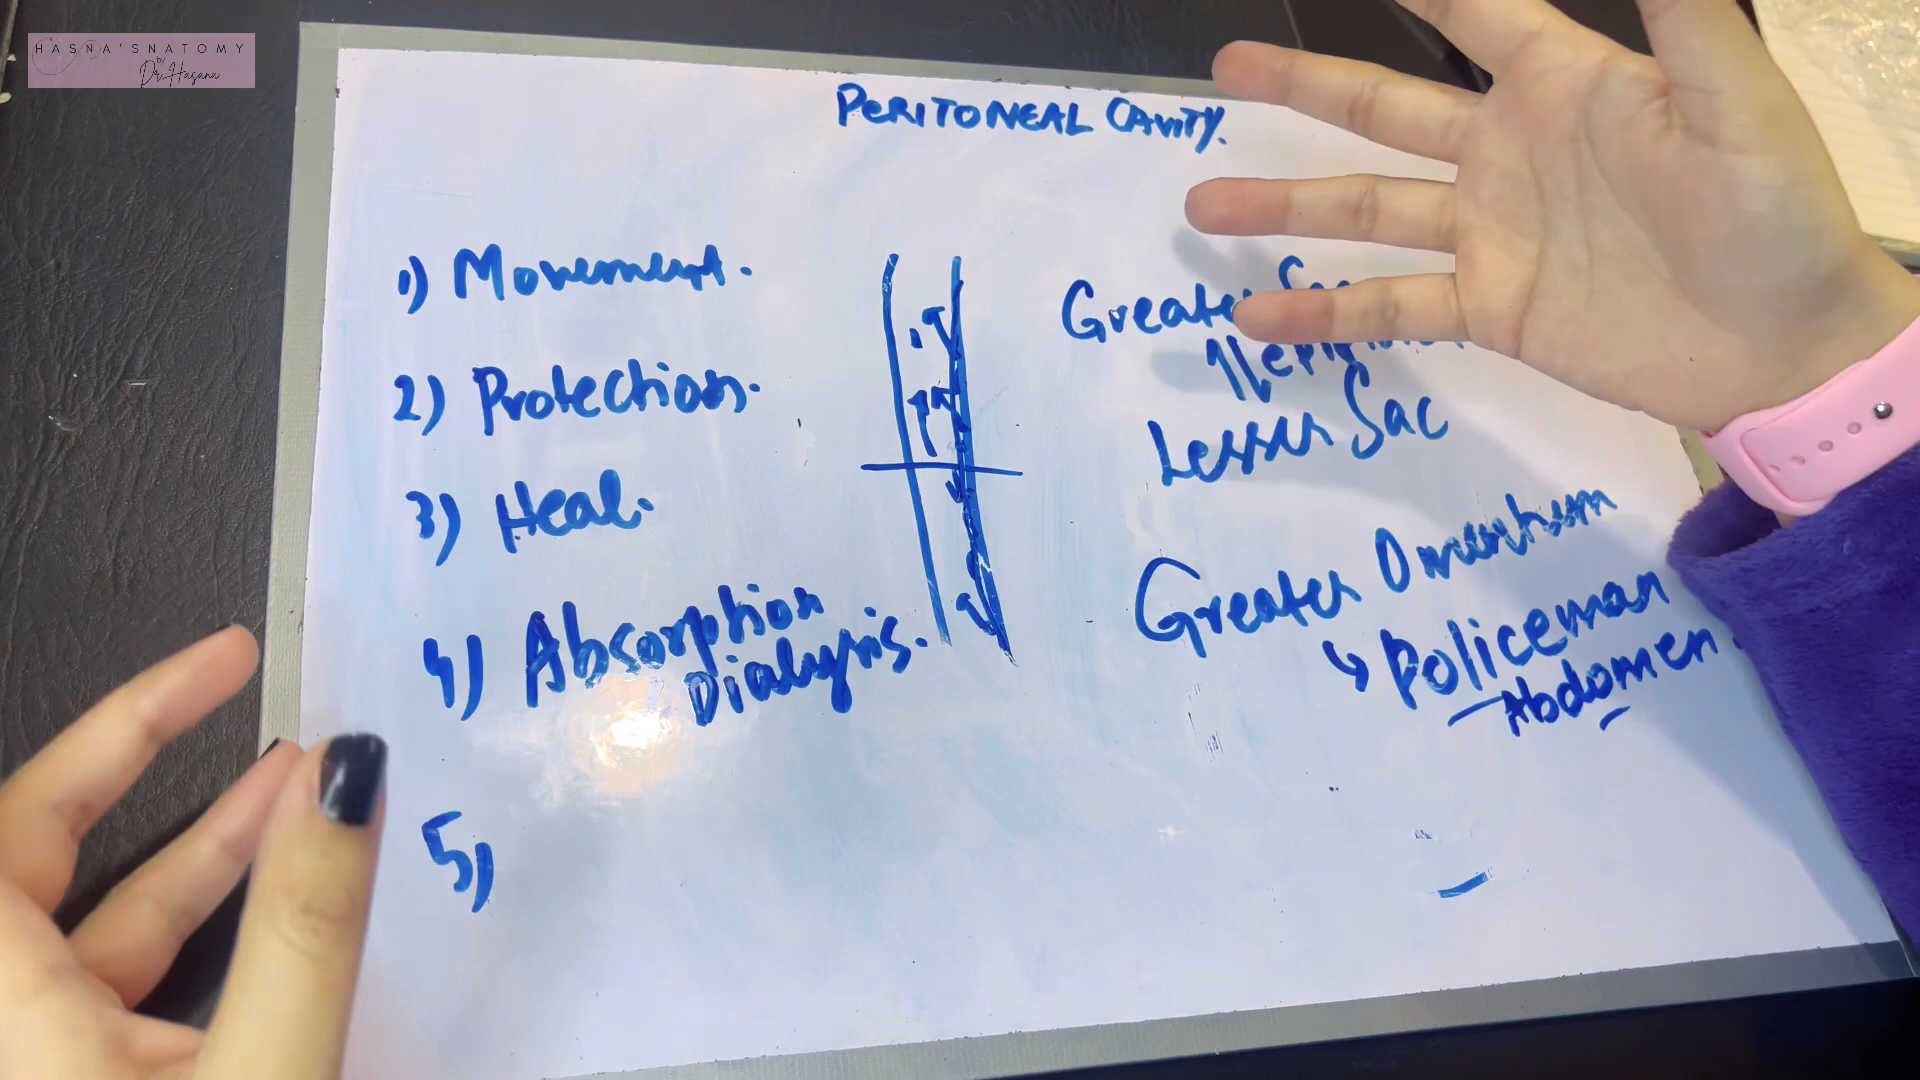 HASNA'SNATOMY
by
Dr. Hasana
PERITONEAL CAVITY.
1) Movement.
2) Protection.
3) Heal.
4) Absorption
Dialysis.
5)
Greater
Lesser Sac
Greater Omentum
↳ Policeman
Abdomen.